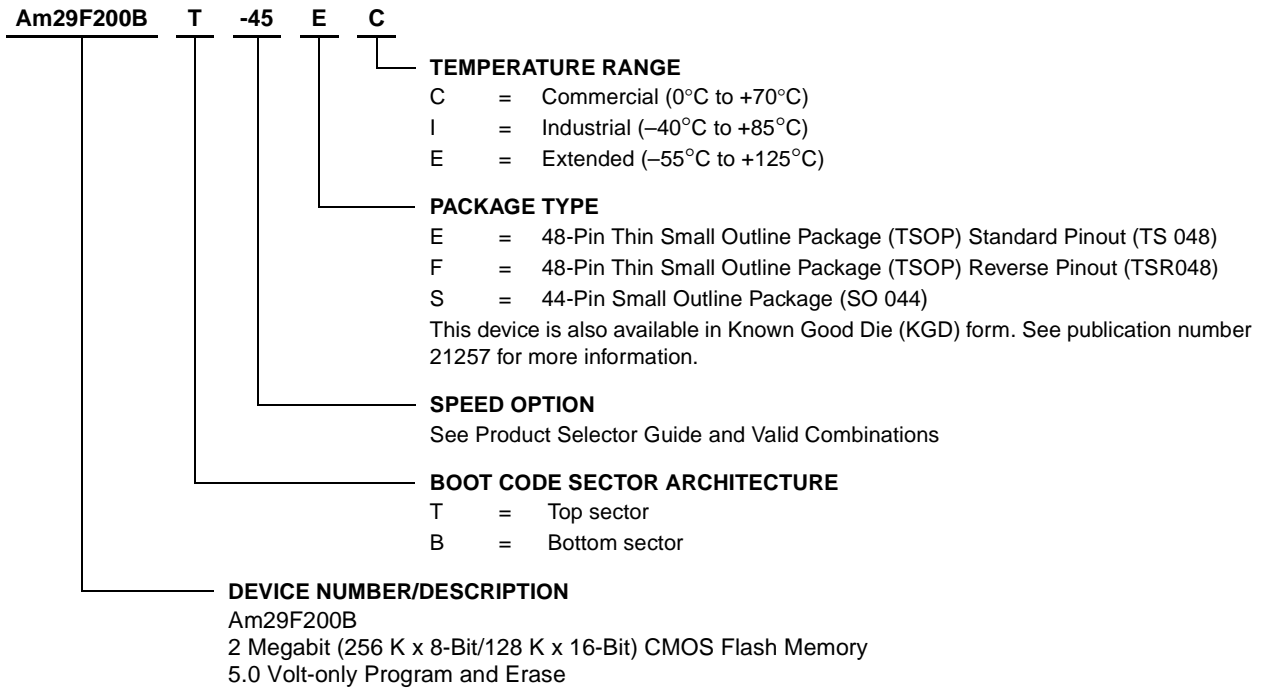 Am29F200B T -45 E C
TEMPERATURE RANGE
C = Commercial (0°C to +70°C)
I = Industrial (–40°C to +85°C)
E = Extended (–55°C to +125°C)
PACKAGE TYPE
E = 48-Pin Thin Small Outline Package (TSOP) Standard Pinout (TS 048)
F = 48-Pin Thin Small Outline Package (TSOP) Reverse Pinout (TSR048)
S = 44-Pin Small Outline Package (SO 044)
This device is also available in Known Good Die (KGD) form. See publication number
21257 for more information.
SPEED OPTION
See Product Selector Guide and Valid Combinations
BOOT CODE SECTOR ARCHITECTURE
T = Top sector
B = Bottom sector
DEVICE NUMBER/DESCRIPTION
Am29F200B
2 Megabit (256 K x 8-Bit/128 K x 16-Bit) CMOS Flash Memory
5.0 Volt-only Program and Erase